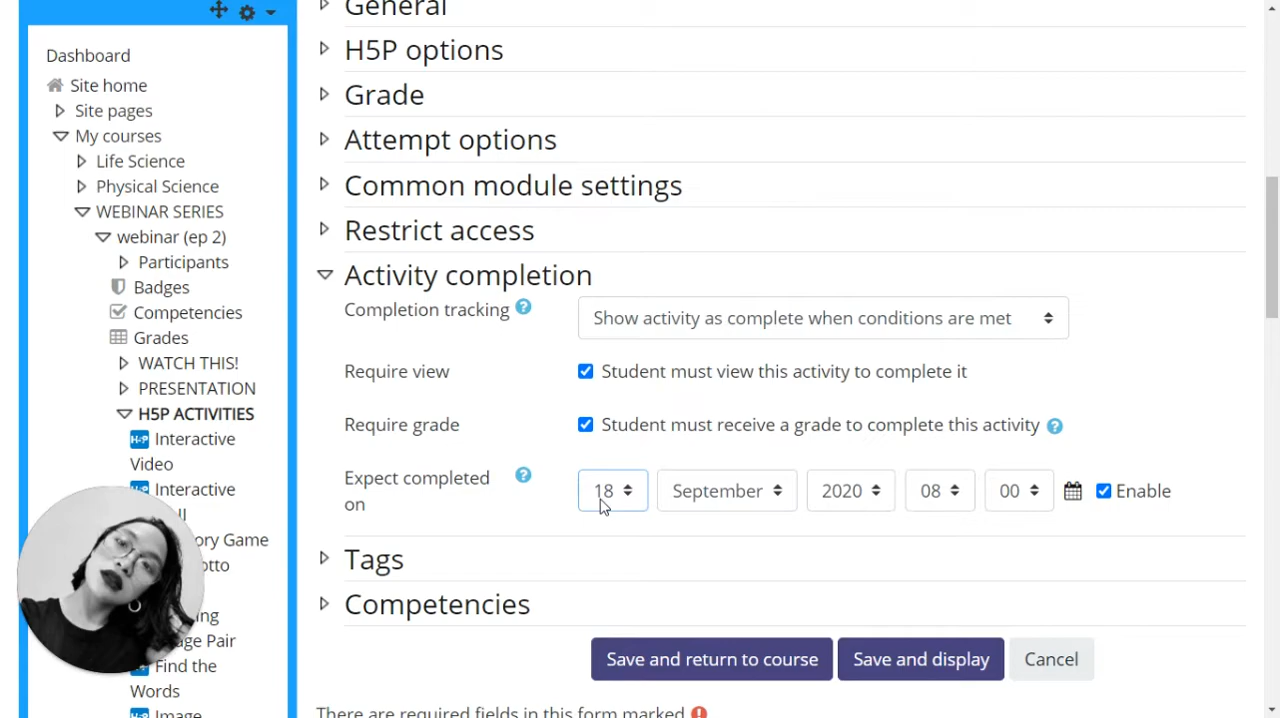 Dashboard
Site home
Site pages
My courses
Life Science
Physical Science
WEBINAR SERIES
webinar (ep 2)
Participants
Badges
Competencies
Grades
WATCH THIS!
PRESENTATION
H5P ACTIVITIES
H-P Interactive
Video
Interactive
Find the
Words
Image
General
H5P options
Grade
Attempt options
Common module settings
Restrict access
Activity completion
Completion tracking ? Show activity as complete when conditions are met
Require view Student must view this activity to complete it
Require grade Student must receive a grade to complete this activity ?
Expect completed ? 18 September 2020 08 00 Enable
on
Tags
Competencies
Save and return to course Save and display Cancel
There are required fields in this form marked